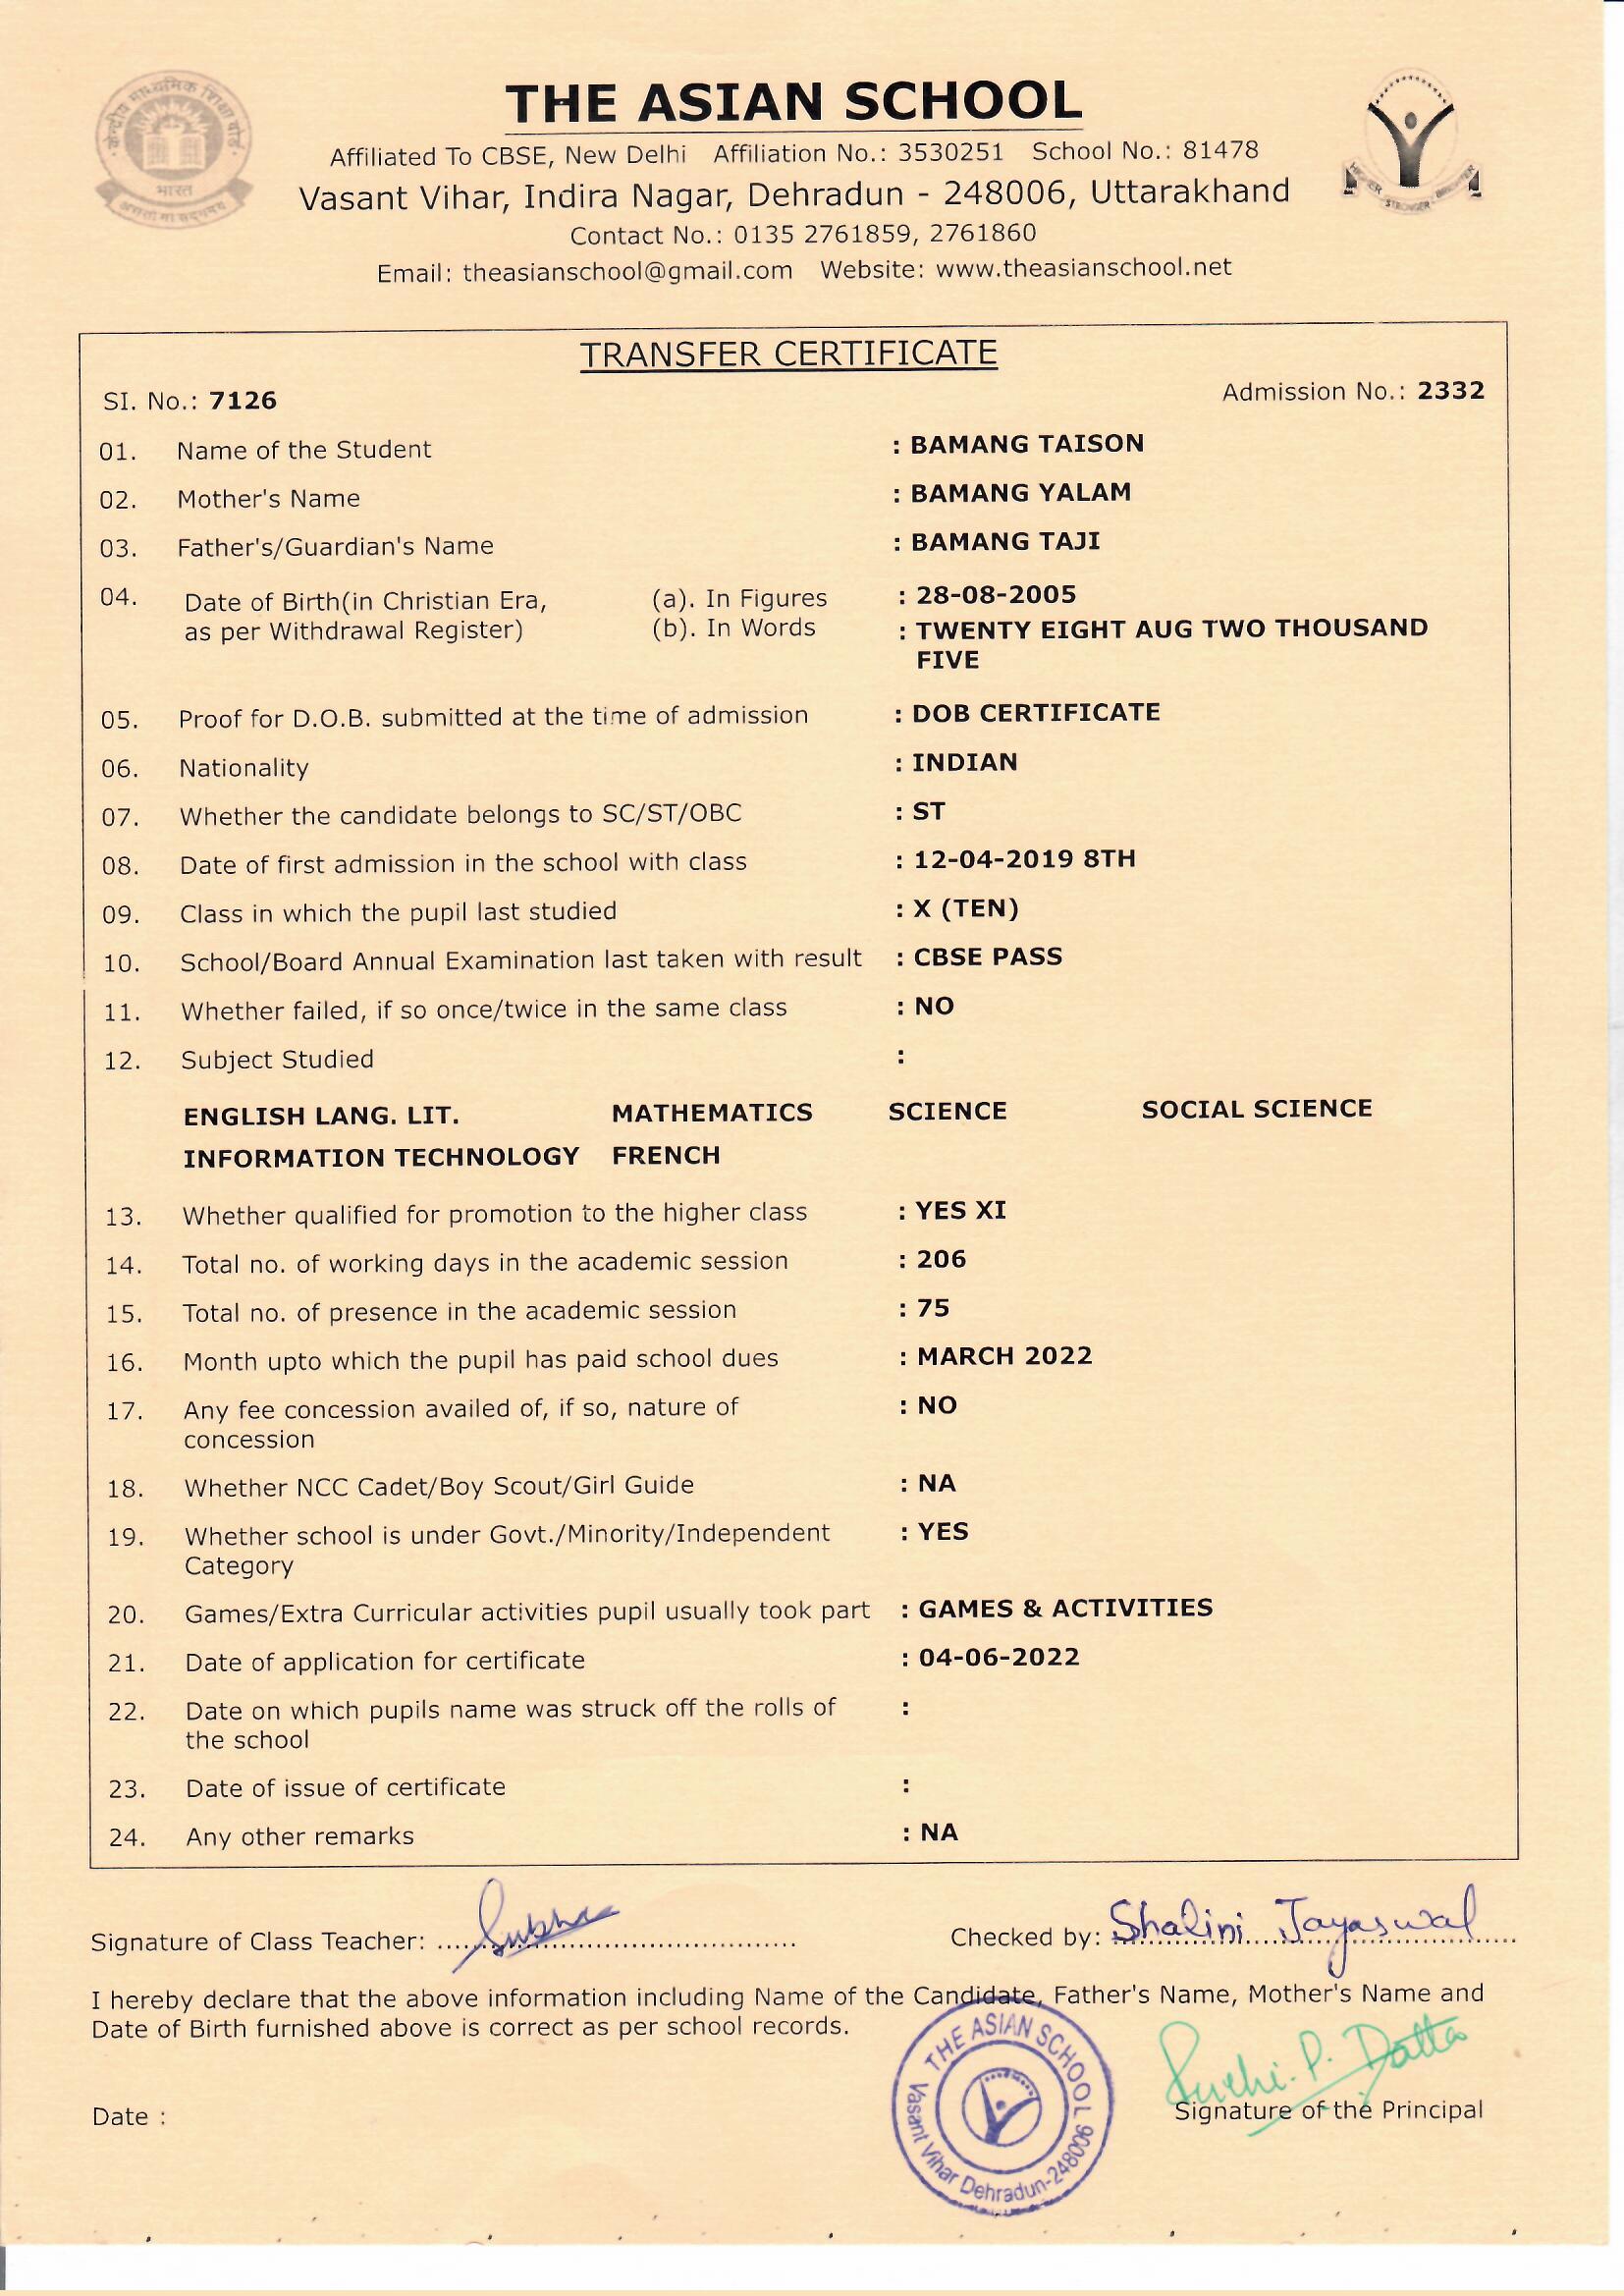 केन्द्रीय माध्यमिक शिक्षा बोर्ड
भारत
असतो मा सद्गमय
THE ASIAN SCHOOL
Affiliated To CBSE, New Delhi Affiliation No.: 3530251 School No.: 81478
Vasant Vihar, Indira Nagar, Dehradun - 248006, Uttarakhand
Contact No.: 0135 2761859, 2761860
Email: theasianschool@gmail.com Website: www.theasianschool.net
STRONGER
TRANSFER CERTIFICATE
SI. No.: 7126 Admission No.: 2332
01. Name of the Student : BAMANG TAISON
02. Mother's Name : BAMANG YALAM
03. Father's/Guardian's Name : BAMANG TAJI
04. Date of Birth(in Christian Era, (a). In Figures : 28-08-2005
as per Withdrawal Register) (b). In Words : TWENTY EIGHT AUG TWO THOUSAND
FIVE
05. Proof for D.O.B. submitted at the time of admission : DOB CERTIFICATE
06. Nationality : INDIAN
07. Whether the candidate belongs to SC/ST/OBC : ST
08. Date of first admission in the school with class : 12-04-2019 8TH
09. Class in which the pupil last studied : X (TEN)
10. School/Board Annual Examination last taken with result : CBSE PASS
11. Whether failed, if so once/twice in the same class : NO
12. Subject Studied :
ENGLISH LANG. LIT. MATHEMATICS SCIENCE SOCIAL SCIENCE
INFORMATION TECHNOLOGY FRENCH
13. Whether qualified for promotion to the higher class : YES XI
14. Total no. of working days in the academic session : 206
15. Total no. of presence in the academic session : 75
16. Month upto which the pupil has paid school dues : MARCH 2022
17. Any fee concession availed of, if so, nature of : NO
concession
18. Whether NCC Cadet/Boy Scout/Girl Guide : NA
19. Whether school is under Govt./Minority/Independent : YES
Category
20. Games/Extra Curricular activities pupil usually took part : GAMES & ACTIVITIES
21. Date of application for certificate : 04-06-2022
22. Date on which pupils name was struck off the rolls of :
the school
23. Date of issue of certificate :
24. Any other remarks : NA
Signature of Class Teacher: Checked by: Shalini Jayaswal
I hereby declare that the above information including Name of the Candidate, Father's Name, Mother's Name and
Date of Birth furnished above is correct as per school records.
THE ASIAN SCHOOL
Vasant Vihar Dehradun-248006
P. Datta
Date : Signature of the Principal